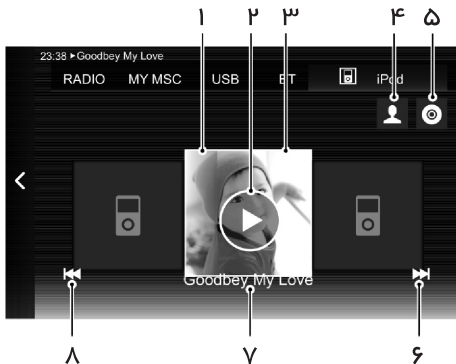 ۱ ۲ ۳ ۴ ۵
23:38 Goodbey My Love
RADIO MY MSC USB BT iPod
Goodbey My Love
۸ ۷ ۶